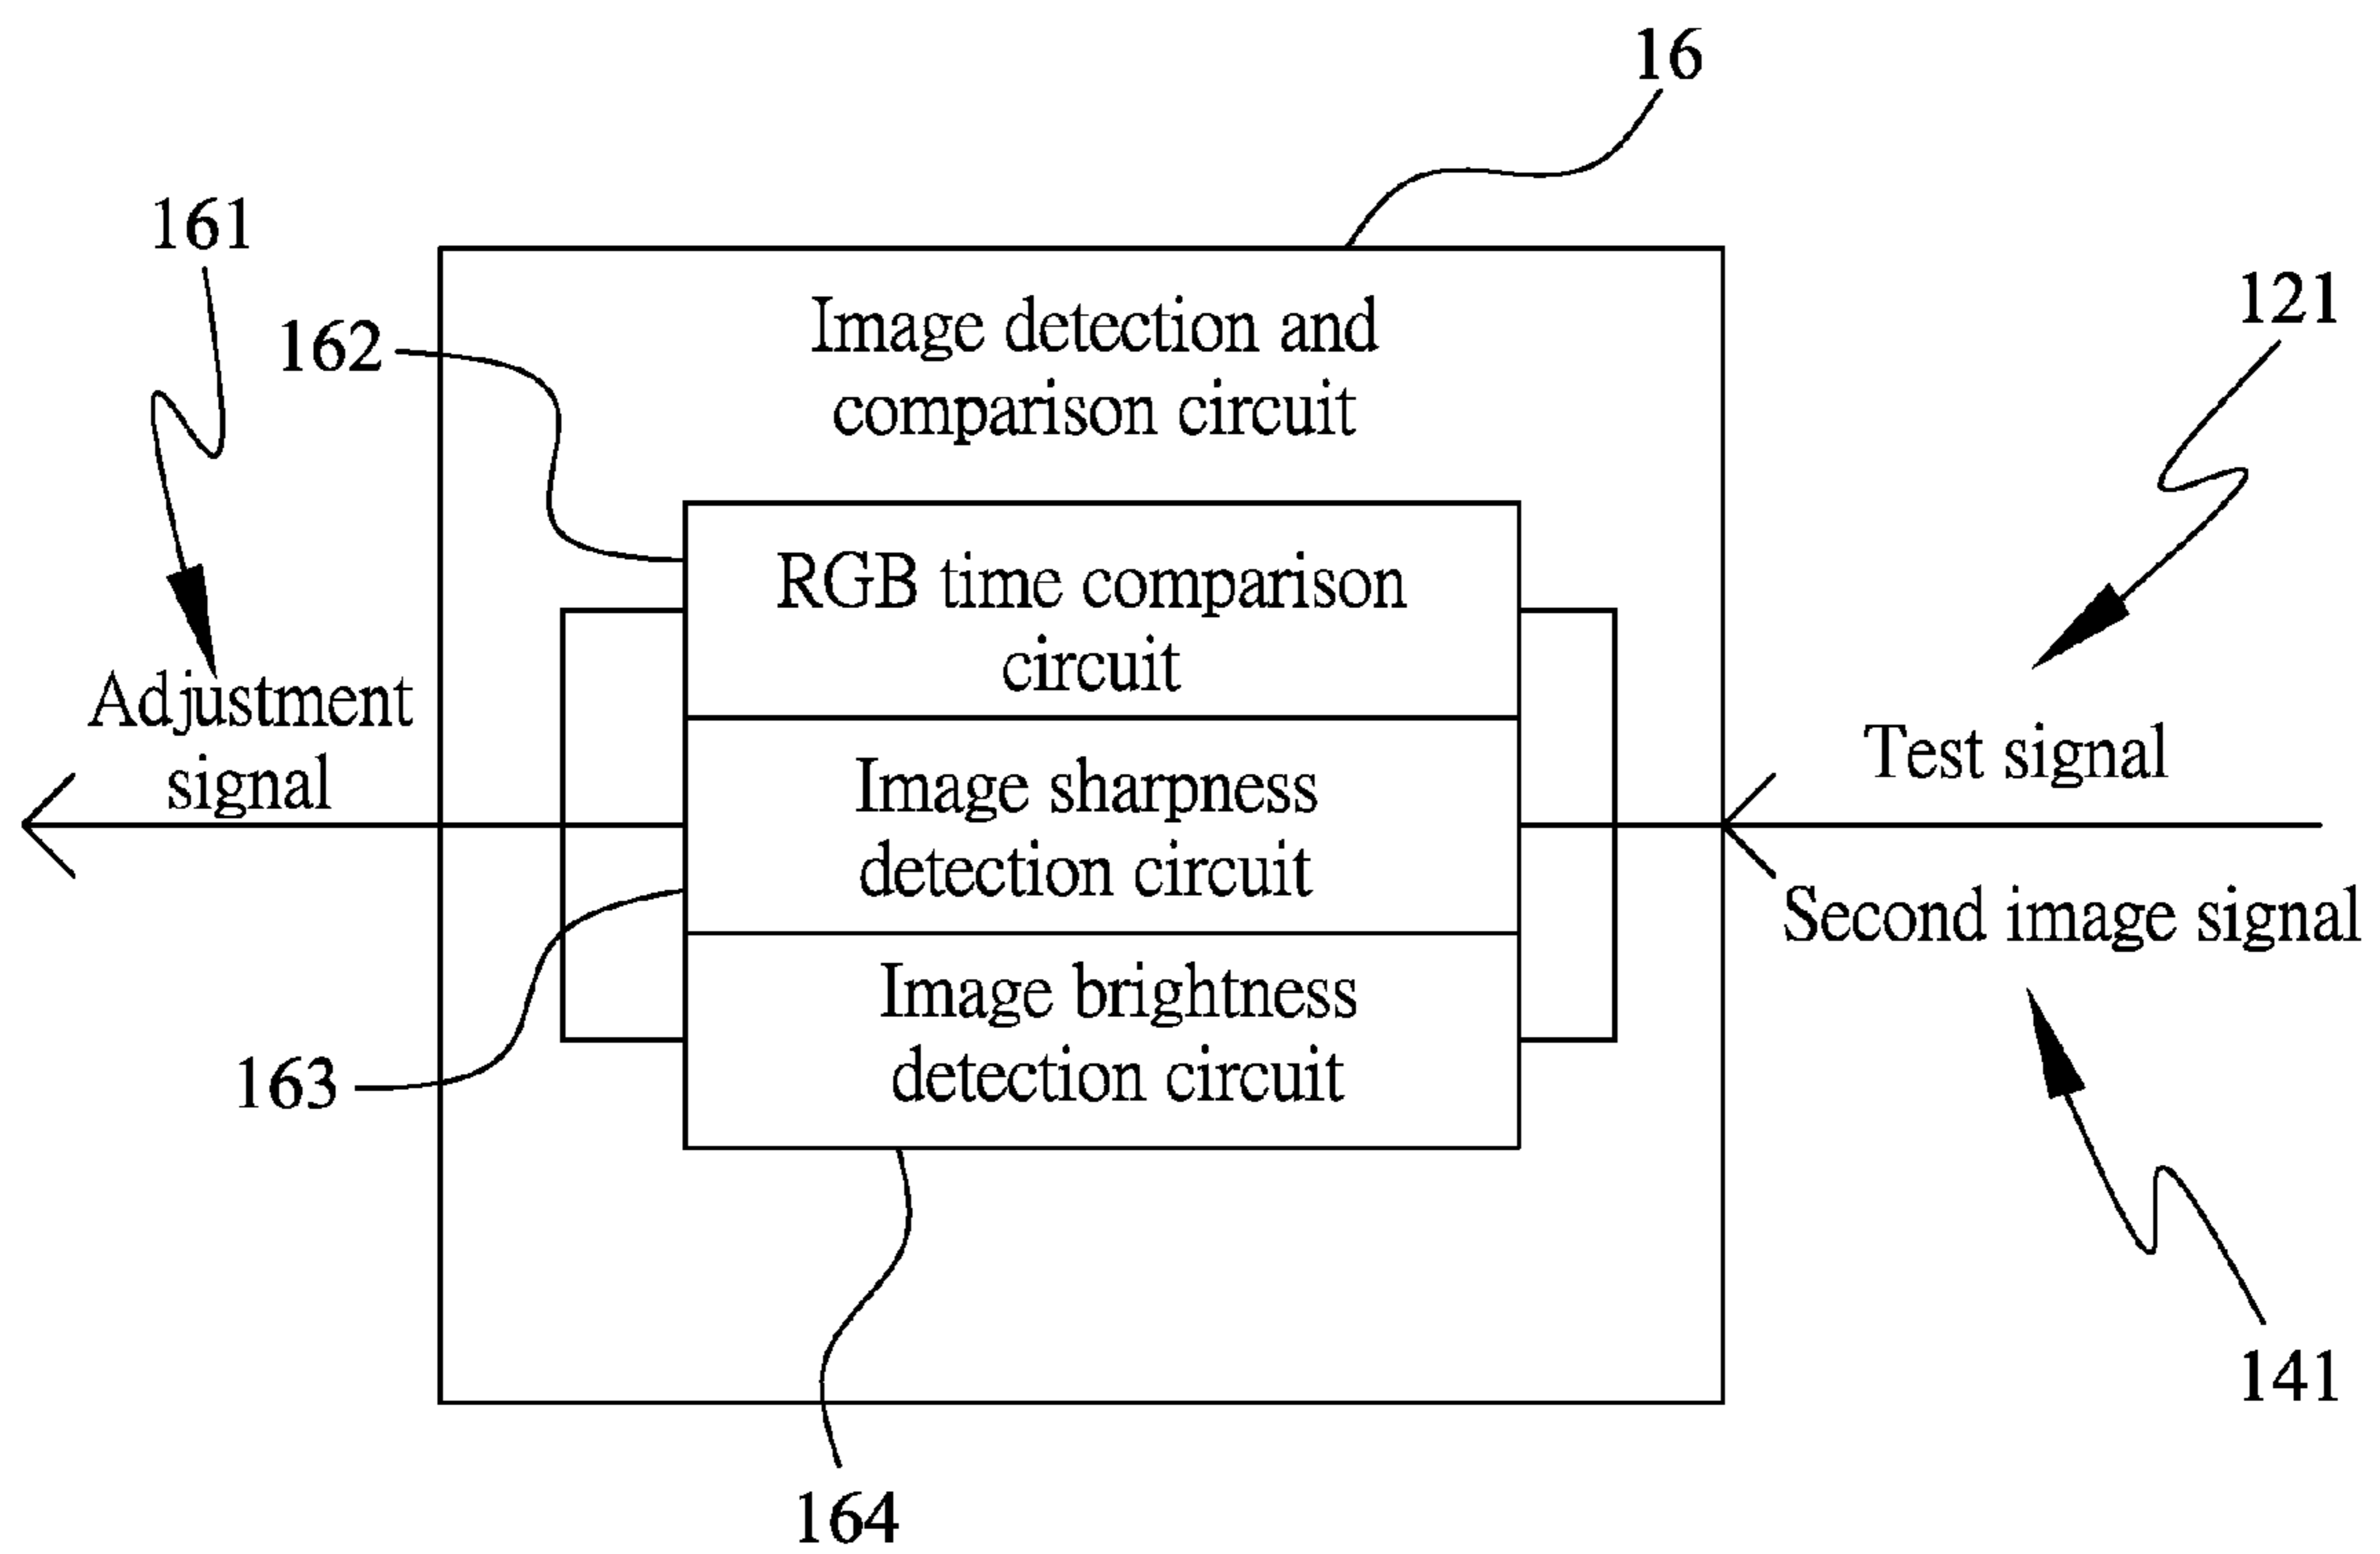 16
161
121
162
Image detection and
comparison circuit
RGB time comparison
circuit
Adjustment
signal
Test signal
Image sharpness
detection circuit
Second image signal
Image brightness
detection circuit
163
141
164